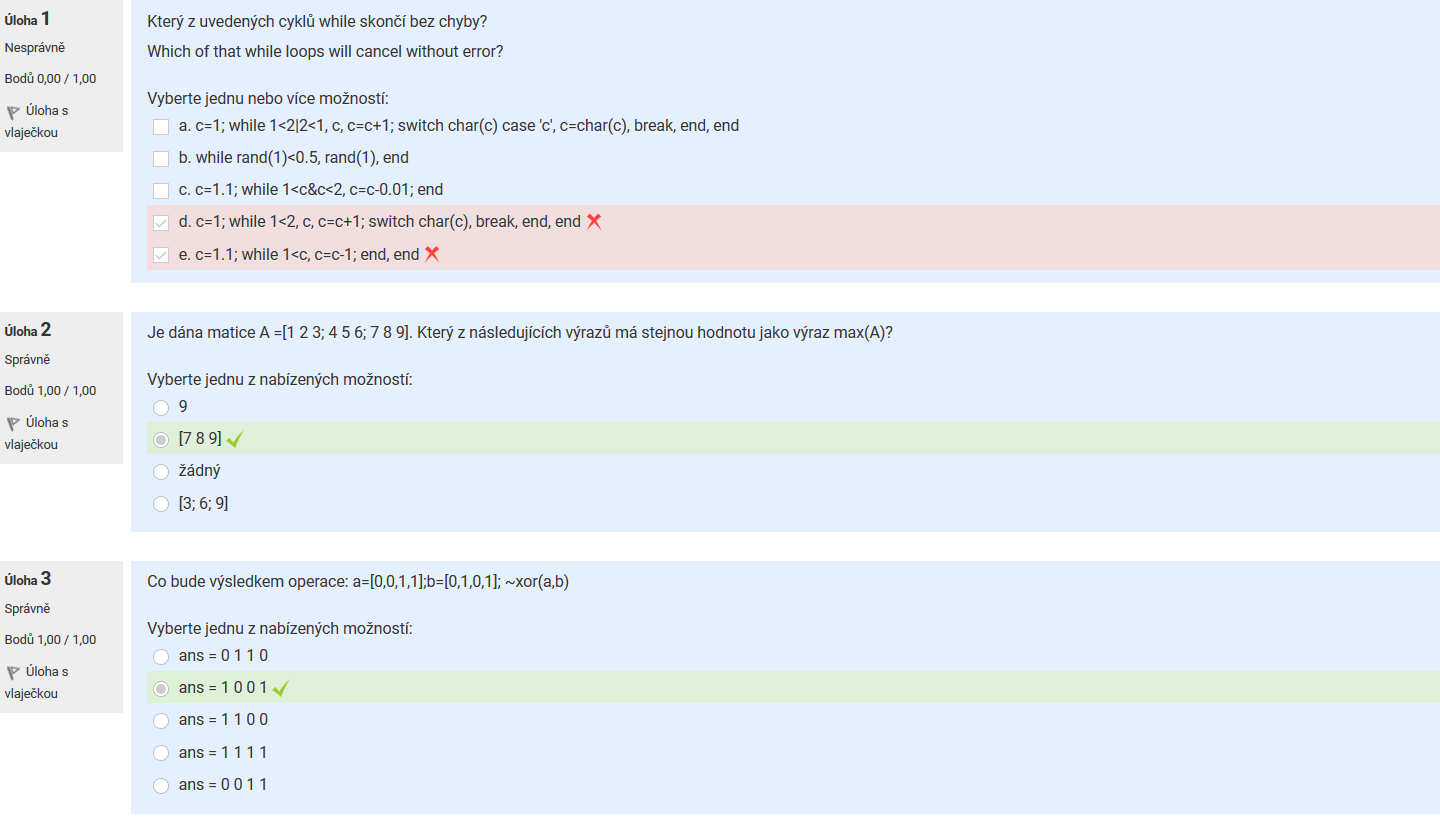 Úloha 1
Nesprávně
Bodů 0,00 / 1,00
Úloha s
vlaječkou
Který z uvedených cyklů while skončí bez chyby?
Which of that while loops will cancel without error?
Vyberte jednu nebo více možností:
a. c=1; while 1<2|2<1, c, c=c+1; switch char(c) case 'c', c=char(c), break, end, end
b. while rand(1)<0.5, rand(1), end
c. c=1.1; while 1<c&c<2, c=c-0.01; end
d. c=1; while 1<2, c, c=c+1; switch char(c), break, end, end
e. c=1.1; while 1<c, c=c-1; end, end
Úloha 2
Správně
Bodů 1,00 / 1,00
Úloha s
vlaječkou
Je dána matice A =[1 2 3; 4 5 6; 7 8 9]. Který z následujících výrazů má stejnou hodnotu jako výraz max(A)?
Vyberte jednu z nabízených možností:
9
[7 8 9]
žádný
[3; 6; 9]
Úloha 3
Správně
Bodů 1,00 / 1,00
Úloha s
vlaječkou
Co bude výsledkem operace: a=[0,0,1,1];b=[0,1,0,1]; ~xor(a,b)
Vyberte jednu z nabízených možností:
ans = 0 1 1 0
ans = 1 0 0 1
ans = 1 1 0 0
ans = 1 1 1 1
ans = 0 0 1 1